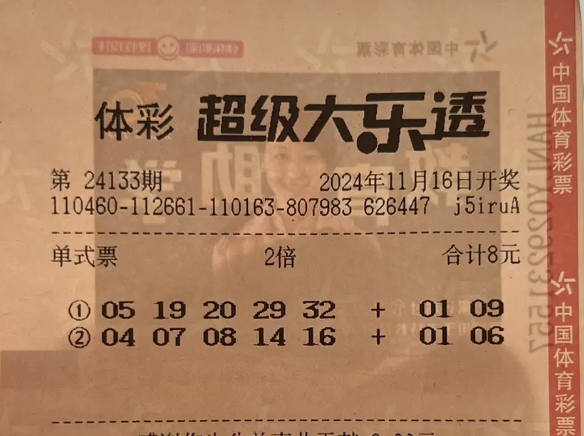 中国体育彩票
体彩 超级大乐透
第 24133期 2024年11月16日开奖
110460-112661-110163-807983 626447 j5iruA
单式票 2倍 合计8元
① 05 19 20 29 32 + 01 09
② 04 07 08 14 16 + 01 06
中国体育彩票
中国体育彩票
HANLY029231557